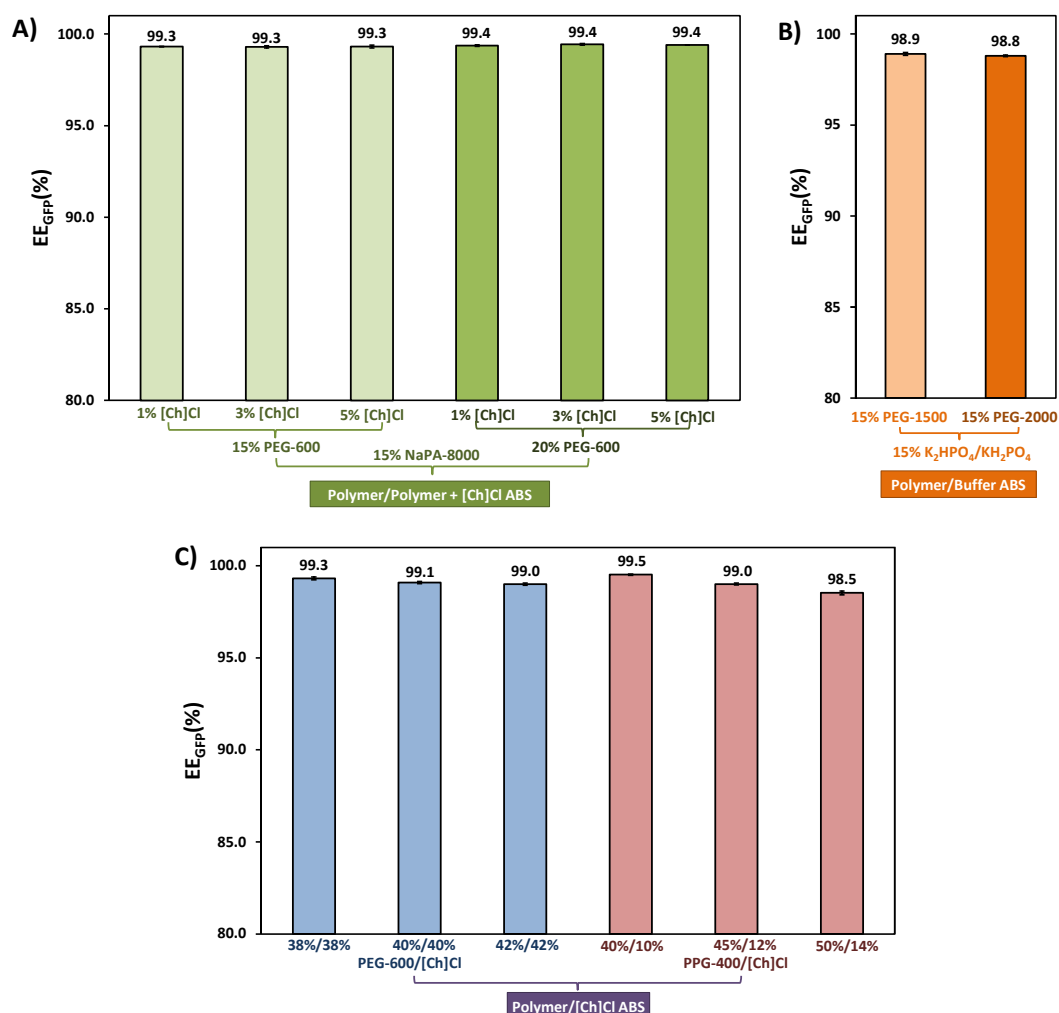 A)
99.3 99.3 99.3 99.4 99.4 99.4
100.0
95.0
90.0
85.0
80.0
EE_GFP(%)
1% [Ch]Cl 3% [Ch]Cl 5% [Ch]Cl 1% [Ch]Cl 3% [Ch]Cl 5% [Ch]Cl
15% PEG-600 15% NaPA-8000 20% PEG-600
Polymer/Polymer + [Ch]Cl ABS
B)
98.9 98.8
100
95
90
85
80
EE_GFP(%)
15% PEG-1500 15% PEG-2000
15% K₂HPO₄/KH₂PO₄
Polymer/Buffer ABS
C)
99.3 99.1 99.0 99.5 99.0 98.5
100.0
95.0
90.0
85.0
80.0
EE_GFP(%)
38%/38% 40%/40% 42%/42% 40%/10% 45%/12% 50%/14%
PEG-600/[Ch]Cl PPG-400/[Ch]Cl
Polymer/[Ch]Cl ABS